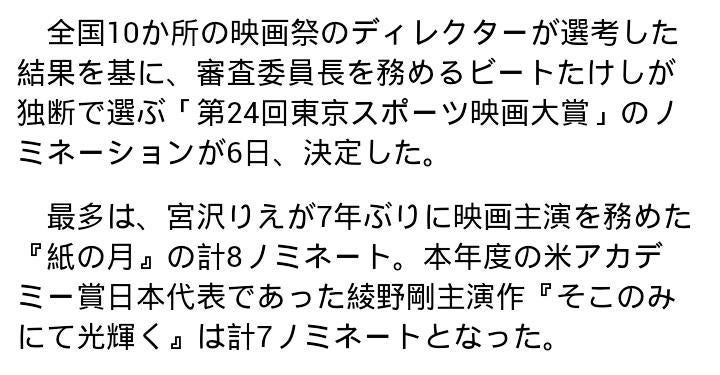 全国10か所の映画祭のディレクターが選考した
結果を基に、審査委員長を務めるビートたけしが
独断で選ぶ「第24回東京スポーツ映画大賞」のノ
ミネーションが6日、決定した。
　最多は、宮沢りえが7年ぶりに映画主演を務めた
『紙の月』の計8ノミネート。本年度の米アカデ
ミー賞日本代表であった綾野剛主演作『そこのみ
にて光輝く』は計7ノミネートとなった。